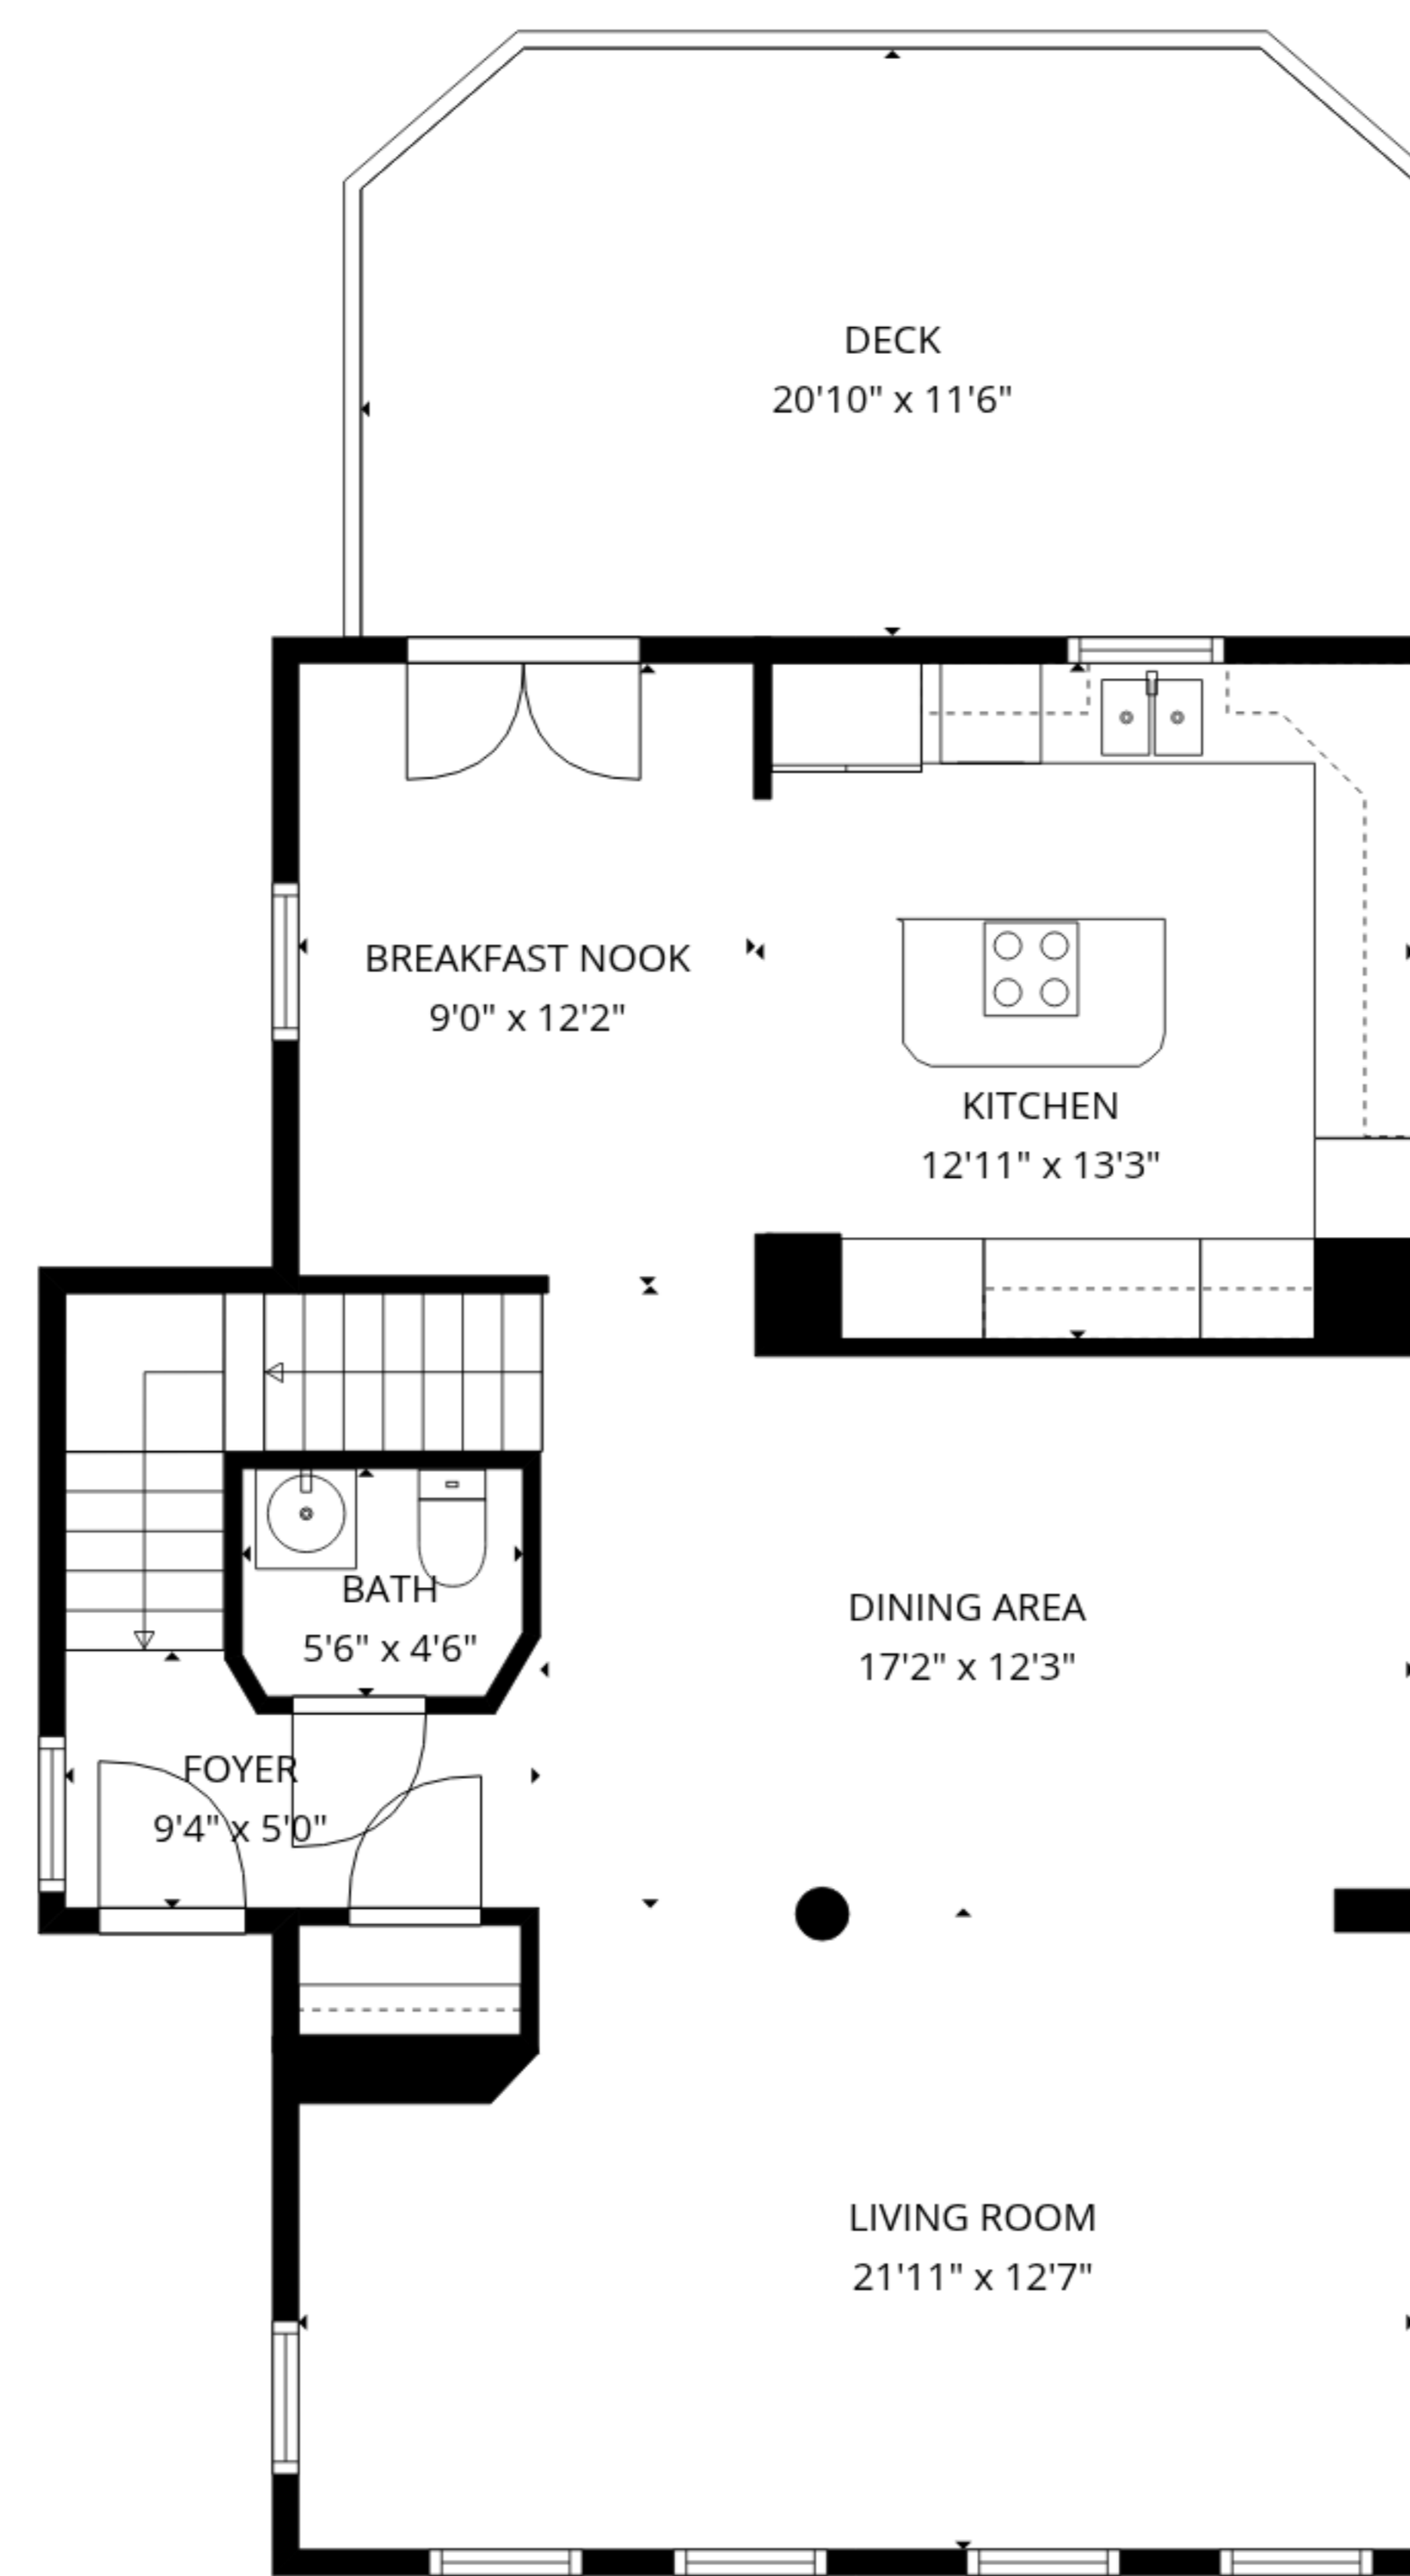 DECK
20'10" x 11'6"
BREAKFAST NOOK
9'0" x 12'2"
KITCHEN
12'11" x 13'3"
BATH
5'6" x 4'6"
DINING AREA
17'2" x 12'3"
FOYER
9'4" x 5'0"
LIVING ROOM
21'11" x 12'7"